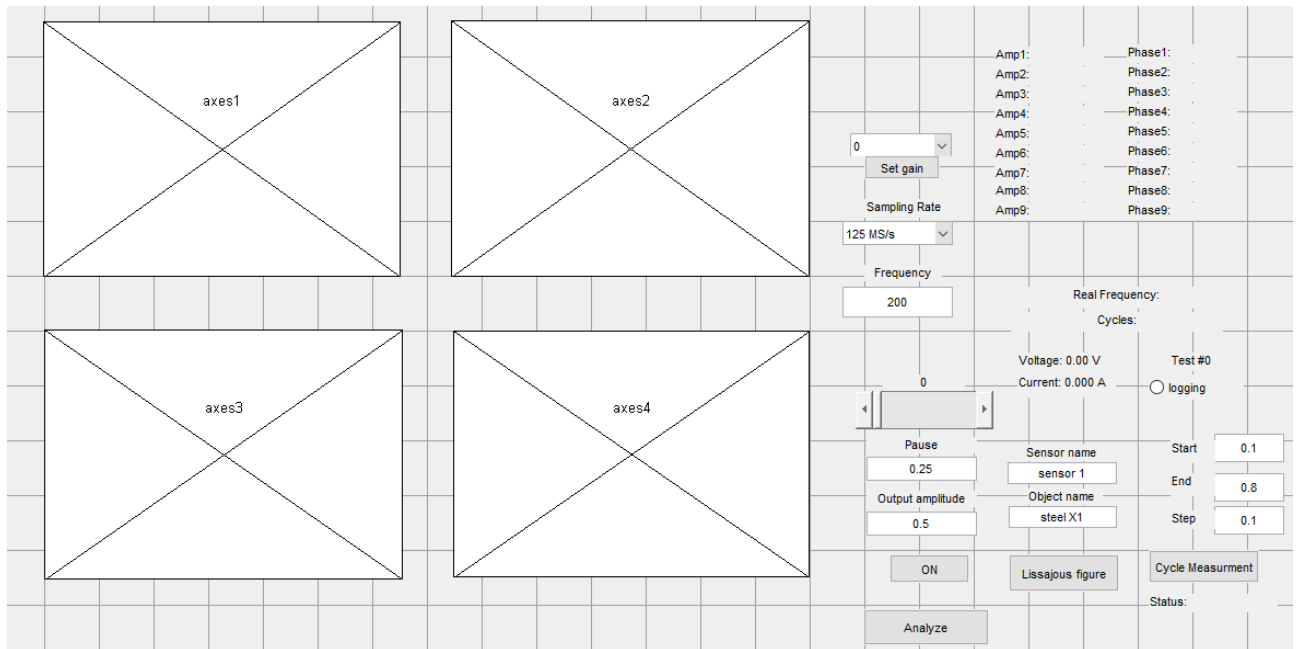 axes1
axes2
axes3
axes4
0
Set gain
Sampling Rate
125 MS/s
Frequency
200
0
Pause
0.25
Output amplitude
0.5
ON
Analyze
Amp1:
Amp2:
Amp3:
Amp4:
Amp5:
Amp6:
Amp7:
Amp8:
Amp9:
Phase1:
Phase2:
Phase3:
Phase4:
Phase5:
Phase6:
Phase7:
Phase8:
Phase9:
Real Frequency:
Cycles:
Voltage: 0.00 V
Current: 0.000 A
Test #0
logging
Sensor name
sensor 1
Object name
steel X1
Lissajous figure
Start 0.1
End 0.8
Step 0.1
Cycle Measurment
Status: